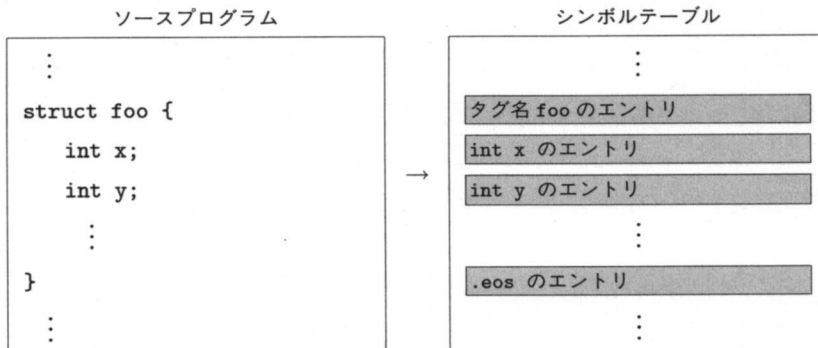 ソースプログラム
⋮
struct foo {
int x;
int y;
⋮
}
⋮
→
シンボルテーブル
⋮
タグ名 foo のエントリ
int x のエントリ
int y のエントリ
⋮
.eos のエントリ
⋮